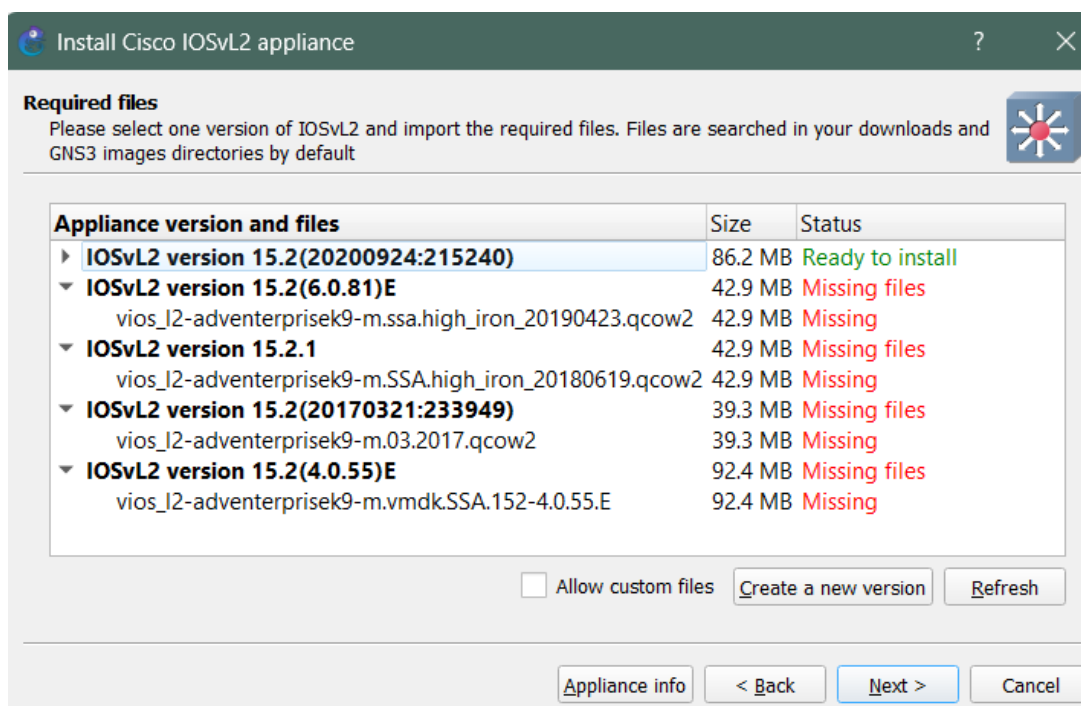 Install Cisco IOSvL2 appliance
Required files
Please select one version of IOSvL2 and import the required files. Files are searched in your downloads and
GNS3 images directories by default
Appliance version and files Size Status
IOSvL2 version 15.2(20200924:215240) 86.2 MB Ready to install
IOSvL2 version 15.2(6.0.81)E 42.9 MB Missing files
vios_l2-adventerprisek9-m.ssa.high_iron_20190423.qcow2 42.9 MB Missing
IOSvL2 version 15.2.1 42.9 MB Missing files
vios_l2-adventerprisek9-m.SSA.high_iron_20180619.qcow2 42.9 MB Missing
IOSvL2 version 15.2(20170321:233949) 39.3 MB Missing files
vios_l2-adventerprisek9-m.03.2017.qcow2 39.3 MB Missing
IOSvL2 version 15.2(4.0.55)E 92.4 MB Missing files
vios_l2-adventerprisek9-m.vmdk.SSA.152-4.0.55.E 92.4 MB Missing
Allow custom files Create a new version Refresh
Appliance info < Back Next > Cancel